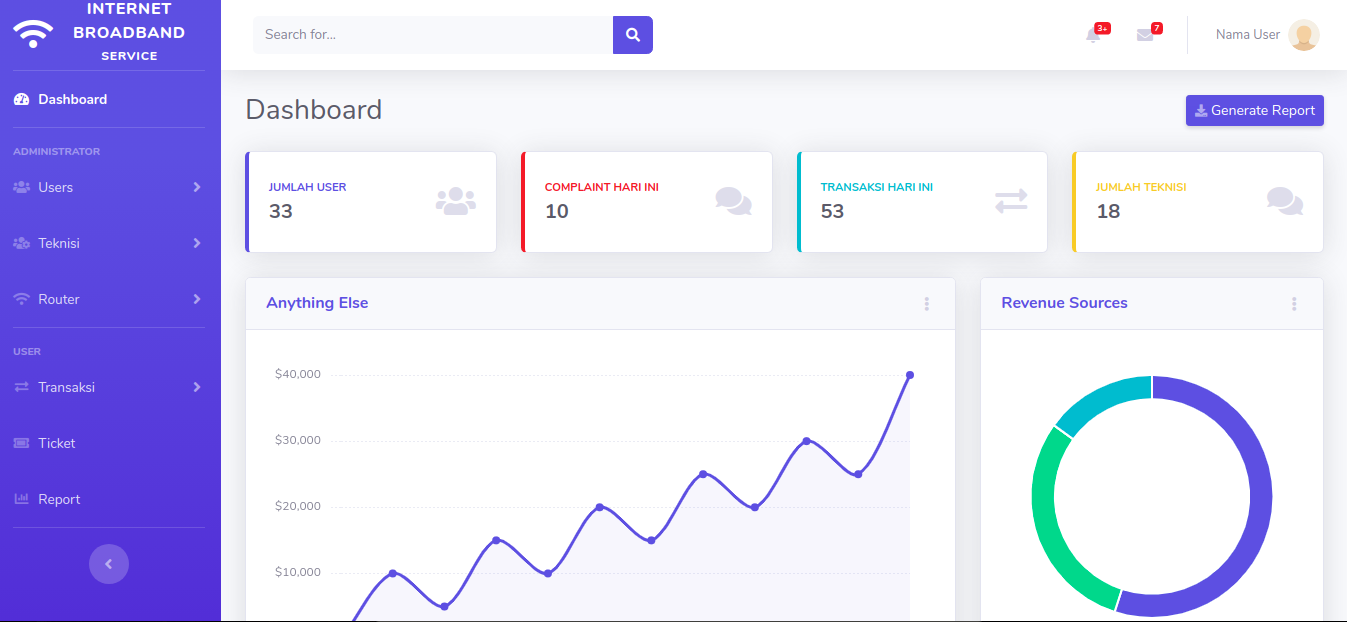 INTERNET
BROADBAND
SERVICE
Dashboard
ADMINISTRATOR
Users
Teknisi
Router
USER
Transaksi
Ticket
Report
Search for...
3+
7
Nama User
Dashboard
Generate Report
JUMLAH USER
33
COMPLAINT HARI INI
10
TRANSAKSI HARI INI
53
JUMLAH TEKNISI
18
Anything Else
$40,000
$30,000
$20,000
$10,000
Revenue Sources